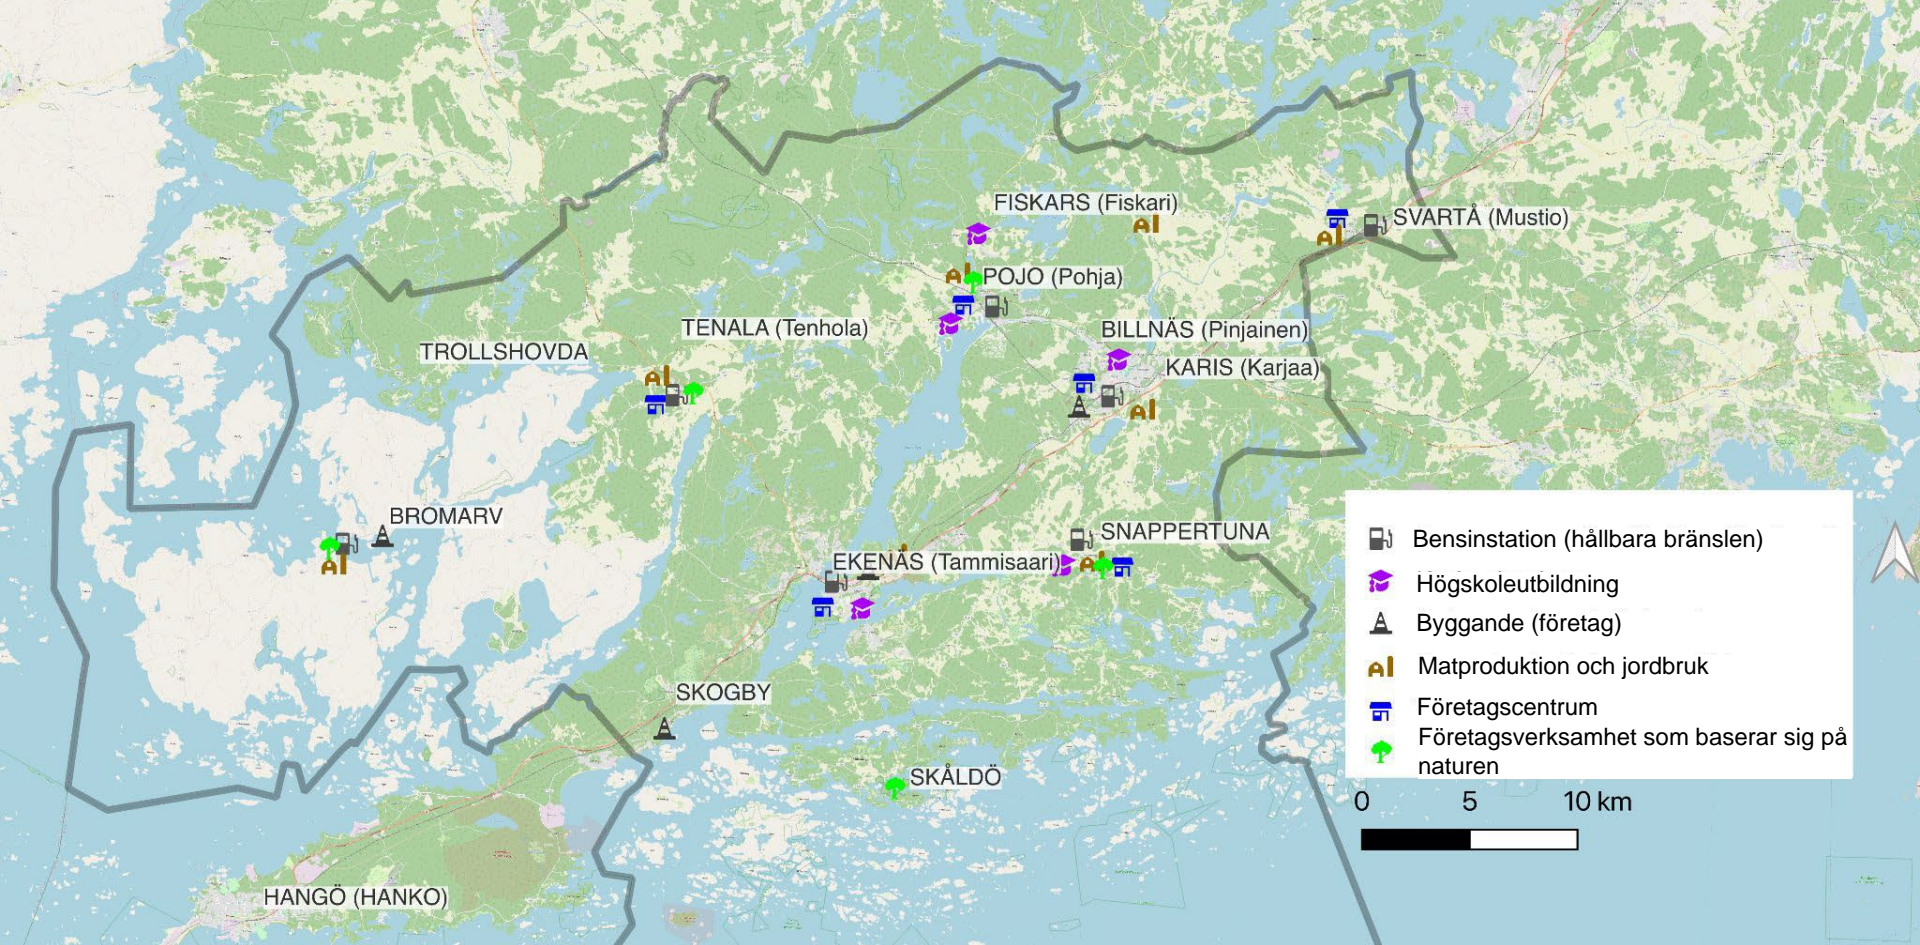 FISKARS (Fiskari)
SVARTÅ (Mustio)
POJO (Pohja)
TENALA (Tenhola)
BILLNÄS (Pinjainen)
TROLLSHOVDA
KARIS (Karjaa)
BROMARV
SNAPPERTUNA
EKENÄS (Tammisaari)
SKOGBY
SKÅLDÖ
HANGÖ (HANKO)
Bensinstation (hållbara bränslen)
Högskoleutbildning
Byggande (företag)
Matproduktion och jordbruk
Företagscentrum
Företagsverksamhet som baserar sig på
naturen
0 5 10 km